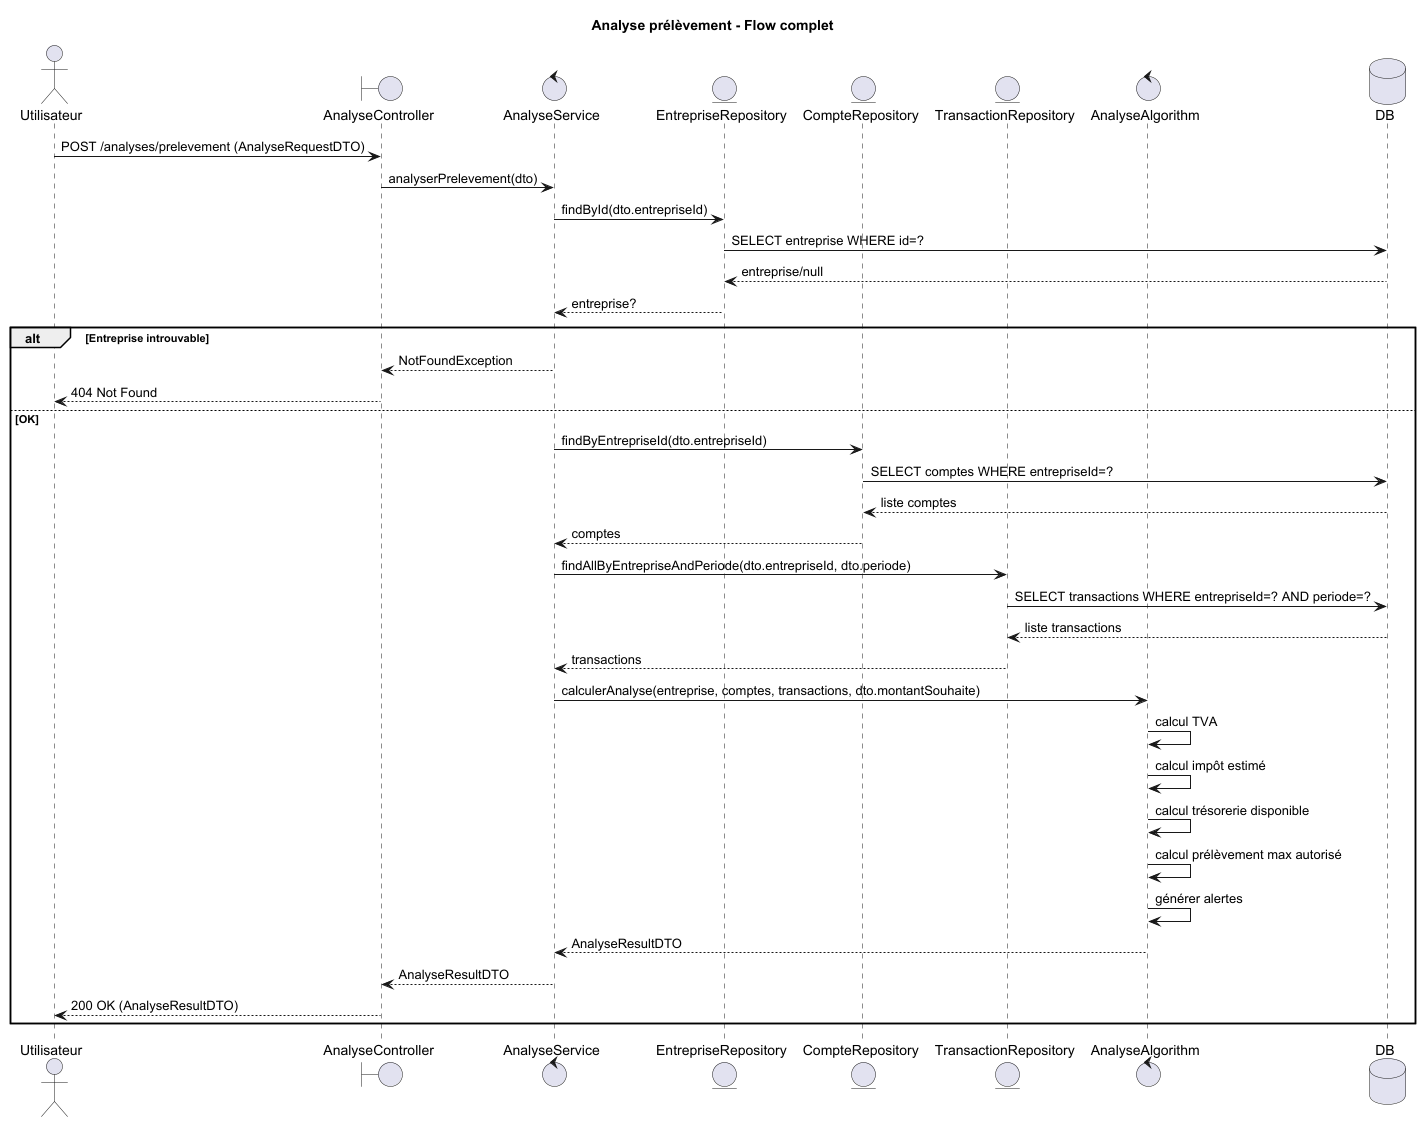 Analyse prélèvement - Flow complet
Utilisateur
AnalyseController
AnalyseService
EntrepriseRepository
CompteRepository
TransactionRepository
AnalyseAlgorithm
DB
POST /analyses/prelevement (AnalyseRequestDTO)
analyserPrelevement(dto)
findById(dto.entrepriseId)
SELECT entreprise WHERE id=?
entreprise/null
entreprise?
alt [Entreprise introuvable]
NotFoundException
404 Not Found
[OK]
findByEntrepriseId(dto.entrepriseId)
SELECT comptes WHERE entrepriseId=?
liste comptes
comptes
findAllByEntrepriseAndPeriode(dto.entrepriseId, dto.periode)
SELECT transactions WHERE entrepriseId=? AND periode=?
liste transactions
transactions
calculerAnalyse(entreprise, comptes, transactions, dto.montantSouhaite)
calcul TVA
calcul impôt estimé
calcul trésorerie disponible
calcul prélèvement max autorisé
générer alertes
AnalyseResultDTO
AnalyseResultDTO
200 OK (AnalyseResultDTO)
Utilisateur
AnalyseController
AnalyseService
EntrepriseRepository
CompteRepository
TransactionRepository
AnalyseAlgorithm
DB